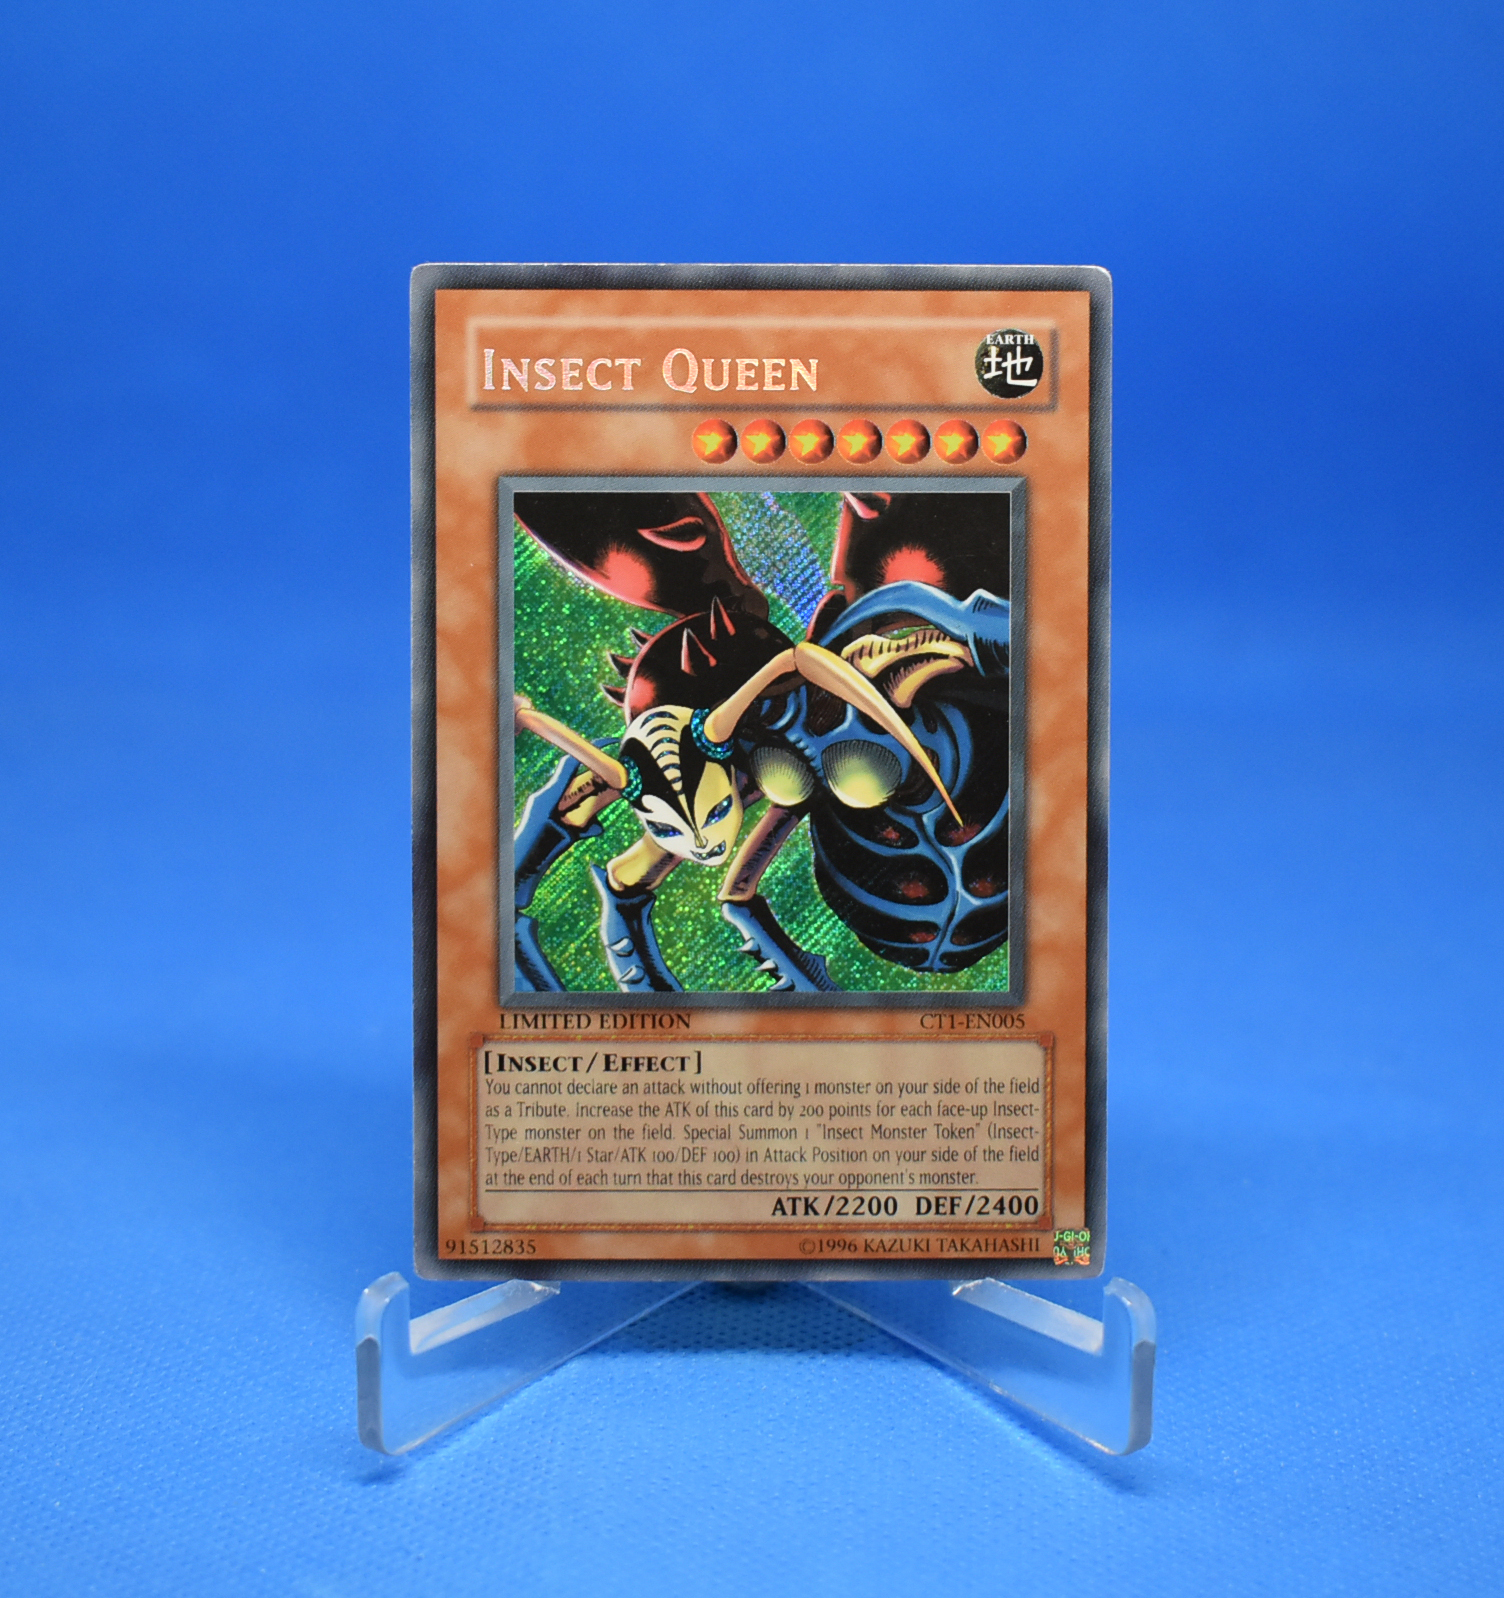 INSECT QUEEN
EARTH
地
LIMITED EDITION
CT1-EN005
[INSECT/EFFECT]
You cannot declare an attack without offering 1 monster on your side of the field
as a Tribute. Increase the ATK of this card by 200 points for each face-up Insect-
Type monster on the field. Special Summon 1 "Insect Monster Token" (Insect-
Type/EARTH/1 Star/ATK 100/DEF 100) in Attack Position on your side of the field
at the end of each turn that this card destroys your opponent's monster.
ATK/2200 DEF/2400
91512835
©1996 KAZUKI TAKAHASHI